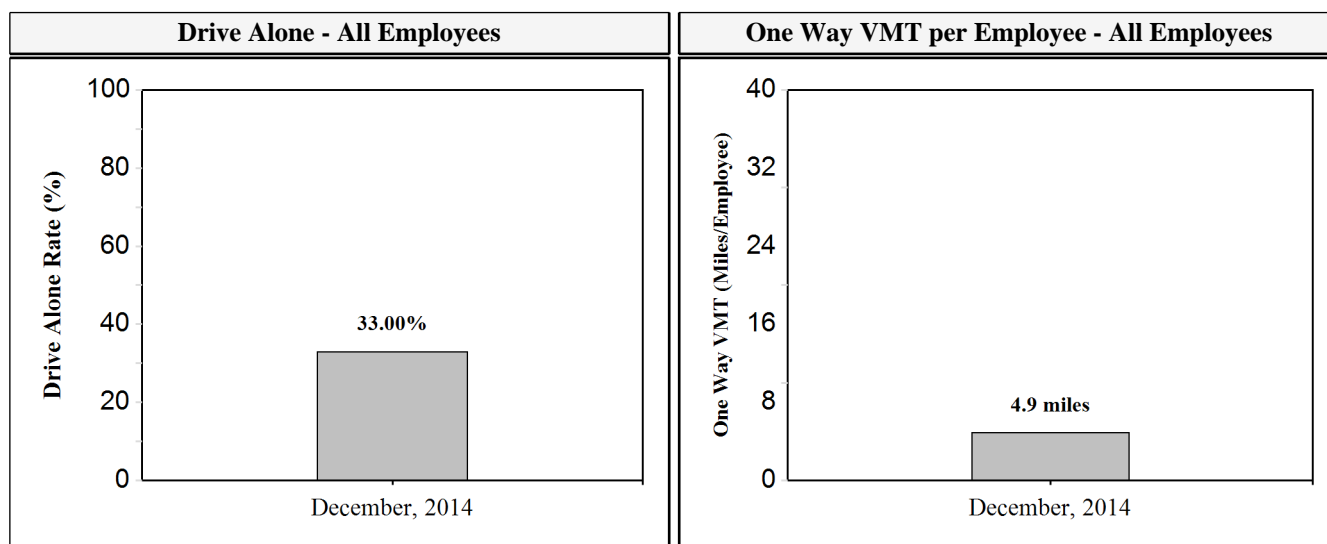 Drive Alone - All Employees
One Way VMT per Employee - All Employees
Drive Alone Rate (%)
100
80
60
40
20
0
33.00%
December, 2014
One Way VMT (Miles/Employee)
40
32
24
16
8
0
4.9 miles
December, 2014